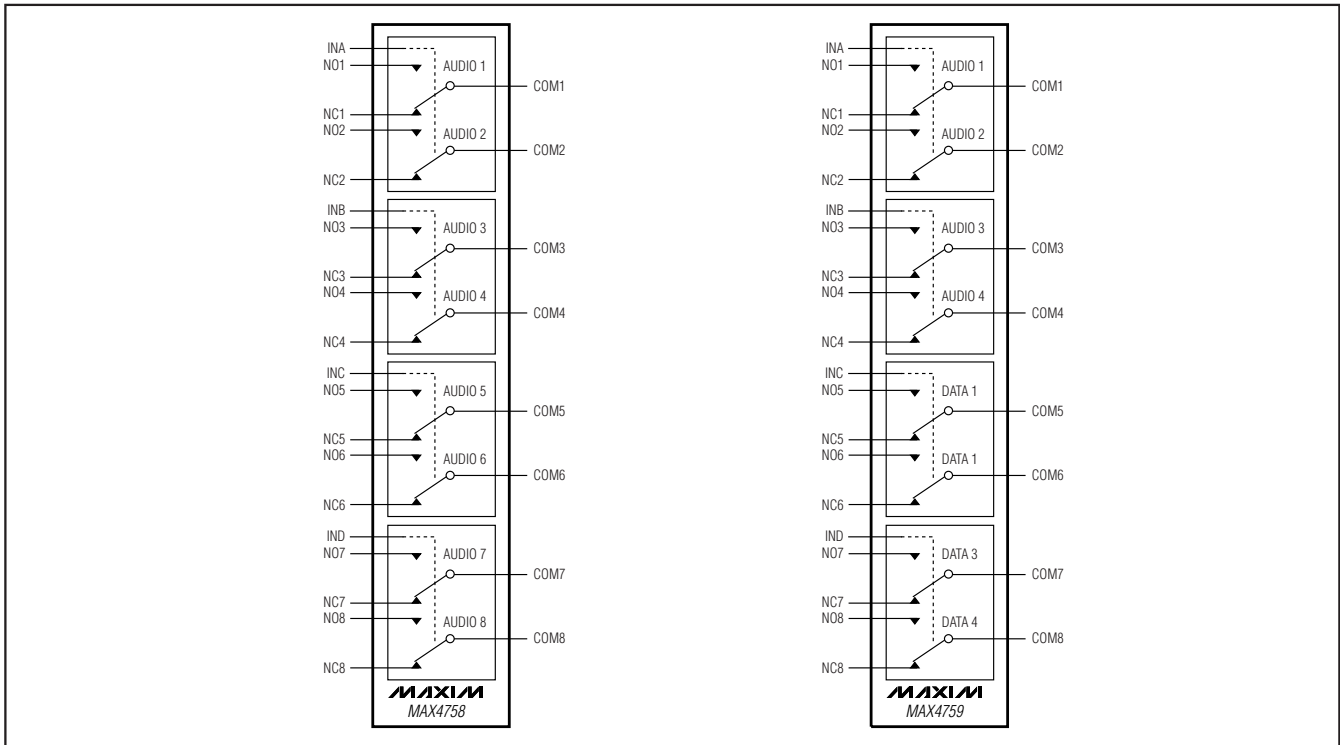 INA
NO1
AUDIO 1
COM1
NC1
NO2
AUDIO 2
COM2
NC2
INB
NO3
AUDIO 3
COM3
NC3
NO4
AUDIO 4
COM4
NC4
INC
NO5
AUDIO 5
COM5
NC5
NO6
AUDIO 6
COM6
NC6
IND
NO7
AUDIO 7
COM7
NC7
NO8
AUDIO 8
COM8
NC8
MAXIM
MAX4758
INA
NO1
AUDIO 1
COM1
NC1
NO2
AUDIO 2
COM2
NC2
INB
NO3
AUDIO 3
COM3
NC3
NO4
AUDIO 4
COM4
NC4
INC
NO5
DATA 1
COM5
NC5
NO6
DATA 1
COM6
NC6
IND
NO7
DATA 3
COM7
NC7
NO8
DATA 4
COM8
NC8
MAXIM
MAX4759